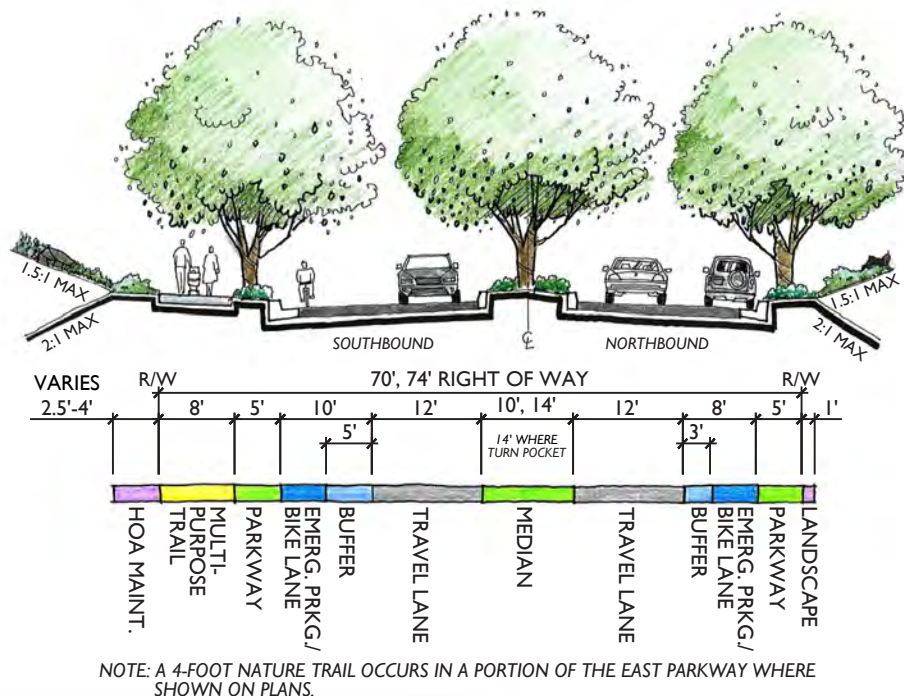 1.5:1 MAX
2:1 MAX
SOUTHBOUND
℄
NORTHBOUND
1.5:1 MAX
2:1 MAX
VARIES
R/W
70', 74' RIGHT OF WAY
R/W
2.5'-4'
8'
5'
10'
12'
10', 14'
12'
8'
5'
1'
5'
14' WHERE
TURN POCKET
3'
HOA MAINT.
MULTI-
PURPOSE
TRAIL
PARKWAY
EMERG. PRKG./
BIKE LANE
BUFFER
TRAVEL LANE
MEDIAN
TRAVEL LANE
BUFFER
EMERG. PRKG./
BIKE LANE
PARKWAY
LANDSCAPE
NOTE: A 4-FOOT NATURE TRAIL OCCURS IN A PORTION OF THE EAST PARKWAY WHERE
SHOWN ON PLANS.